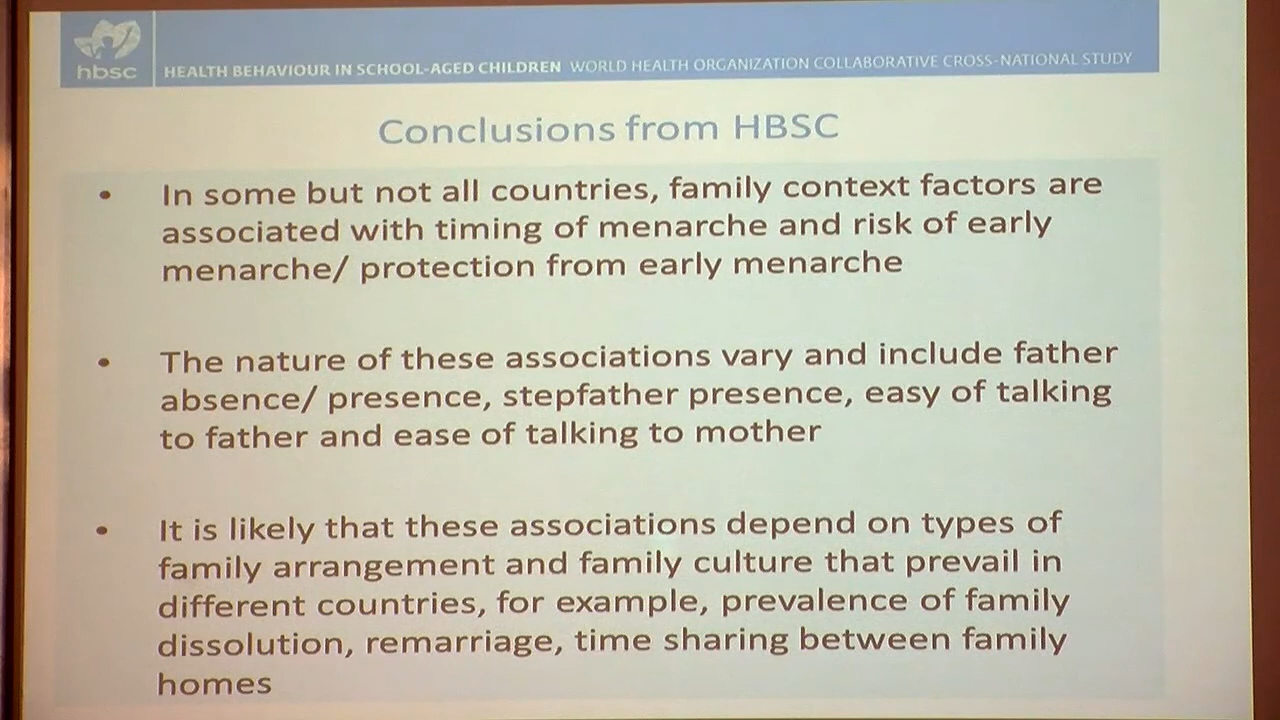 hbsc
HEALTH BEHAVIOUR IN SCHOOL-AGED CHILDREN WORLD HEALTH ORGANIZATION COLLABORATIVE CROSS-NATIONAL STUDY
Conclusions from HBSC
• In some but not all countries, family context factors are
associated with timing of menarche and risk of early
menarche/ protection from early menarche
• The nature of these associations vary and include father
absence/ presence, stepfather presence, easy of talking
to father and ease of talking to mother
• It is likely that these associations depend on types of
family arrangement and family culture that prevail in
different countries, for example, prevalence of family
dissolution, remarriage, time sharing between family
homes